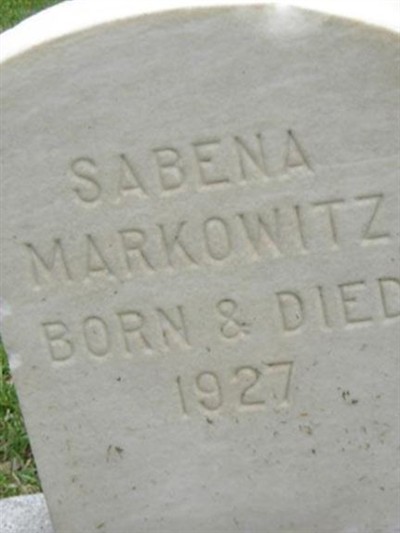 SABENA
MARKOWITZ
BORN & DIED
1927